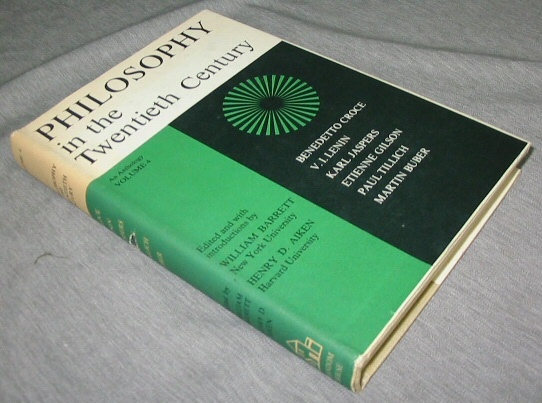 PHILOSOPHY
in the
Twentieth Century
An Anthology
VOLUME 4
BENEDETTO CROCE
V. I. LENIN
KARL JASPERS
ETIENNE GILSON
PAUL TILLICH
MARTIN BUBER
Edited and with
introductions by
WILLIAM BARRETT
New York University
HENRY D. AIKEN
Harvard University